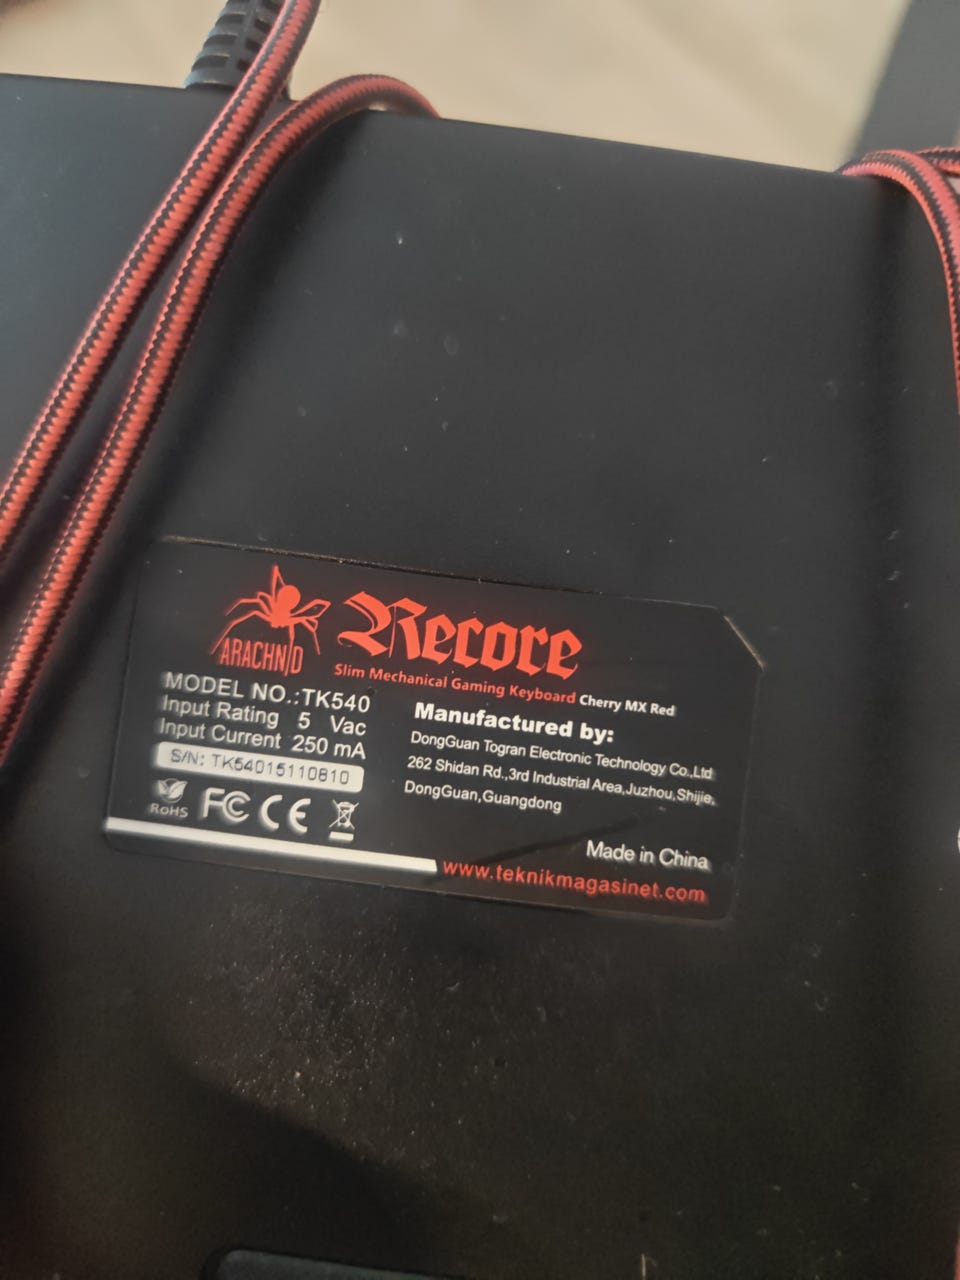 ARACHNID
Recore
Slim Mechanical Gaming Keyboard Cherry MX Red
MODEL NO.:TK540
Input Rating 5 Vac
Input Current 250 mA
S/N: TK54015110810
RoHS FC CE
Manufactured by:
DongGuan Togran Electronic Technology Co.,Ltd
262 Shidan Rd.,3rd Industrial Area,Juzhou,Shijie,
DongGuan,Guangdong
Made in China
www.teknikmagasinet.com